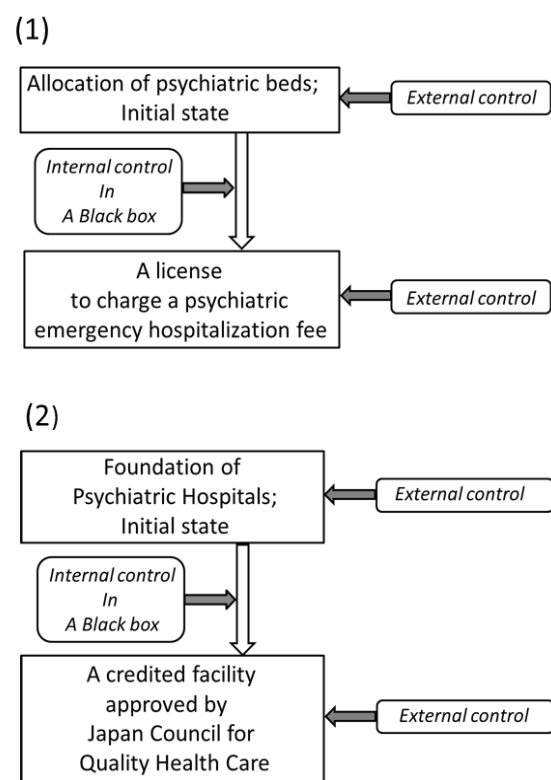 (1)
Allocation of psychiatric beds;
Initial state
External control
Internal control
In
A Black box
A license
to charge a psychiatric
emergency hospitalization fee
External control
(2)
Foundation of
Psychiatric Hospitals;
Initial state
External control
Internal control
In
A Black box
A credited facility
approved by
Japan Council for
Quality Health Care
External control